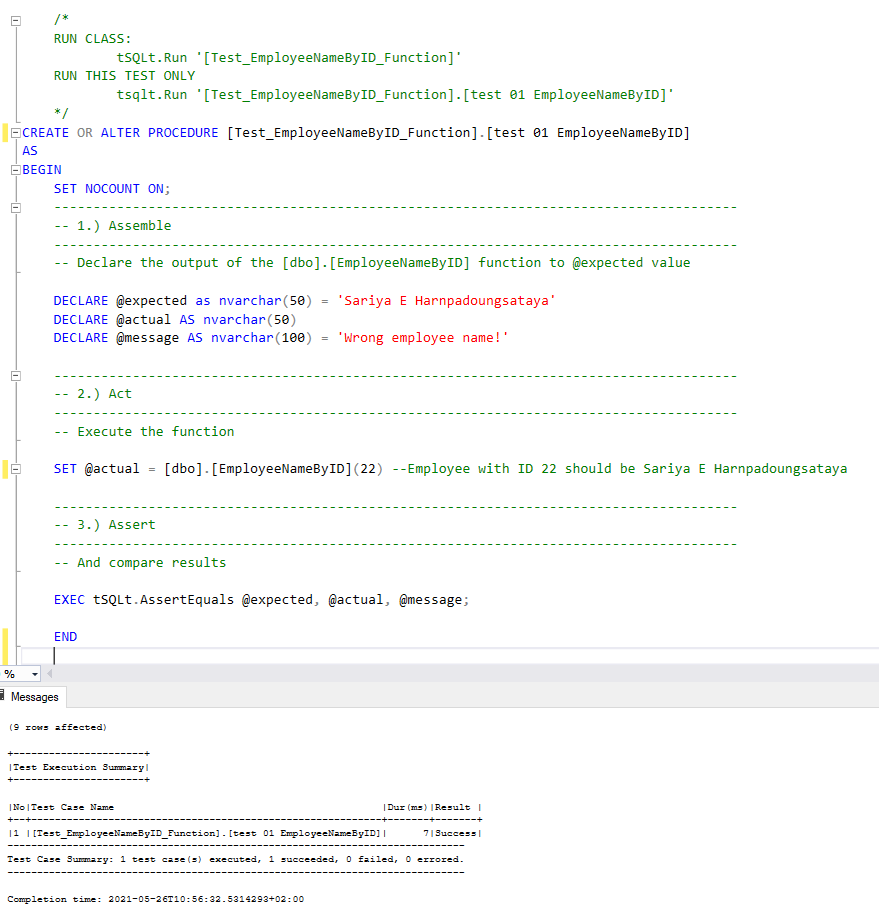 /*
RUN CLASS:
tSQLt.Run '[Test_EmployeeNameByID_Function]'
RUN THIS TEST ONLY
tsqlt.Run '[Test_EmployeeNameByID_Function].[test 01 EmployeeNameByID]'
*/
CREATE OR ALTER PROCEDURE [Test_EmployeeNameByID_Function].[test 01 EmployeeNameByID]
AS
BEGIN
SET NOCOUNT ON;
---------------------------------------------------------------------------------------
-- 1.) Assemble
---------------------------------------------------------------------------------------
-- Declare the output of the [dbo].[EmployeeNameByID] function to @expected value
DECLARE @expected as nvarchar(50) = 'Sariya E Harnpadoungsataya'
DECLARE @actual AS nvarchar(50)
DECLARE @message AS nvarchar(100) = 'Wrong employee name!'
---------------------------------------------------------------------------------------
-- 2.) Act
---------------------------------------------------------------------------------------
-- Execute the function
SET @actual = [dbo].[EmployeeNameByID](22) --Employee with ID 22 should be Sariya E Harnpadoungsataya
---------------------------------------------------------------------------------------
-- 3.) Assert
---------------------------------------------------------------------------------------
-- And compare results
EXEC tSQLt.AssertEquals @expected, @actual, @message;
END
%
Messages
(9 rows affected)
+----------------------+
|Test Execution Summary|
+----------------------+
|No|Test Case Name                                             |Dur(ms)|Result |
+--+-----------------------------------------------------------+-------+-------+
|1 |[Test_EmployeeNameByID_Function].[test 01 EmployeeNameByID]|      7|Success|
-----------------------------------------------------------------------------
Test Case Summary: 1 test case(s) executed, 1 succeeded, 0 failed, 0 errored.
-----------------------------------------------------------------------------
Completion time: 2021-05-26T10:56:32.5314293+02:00